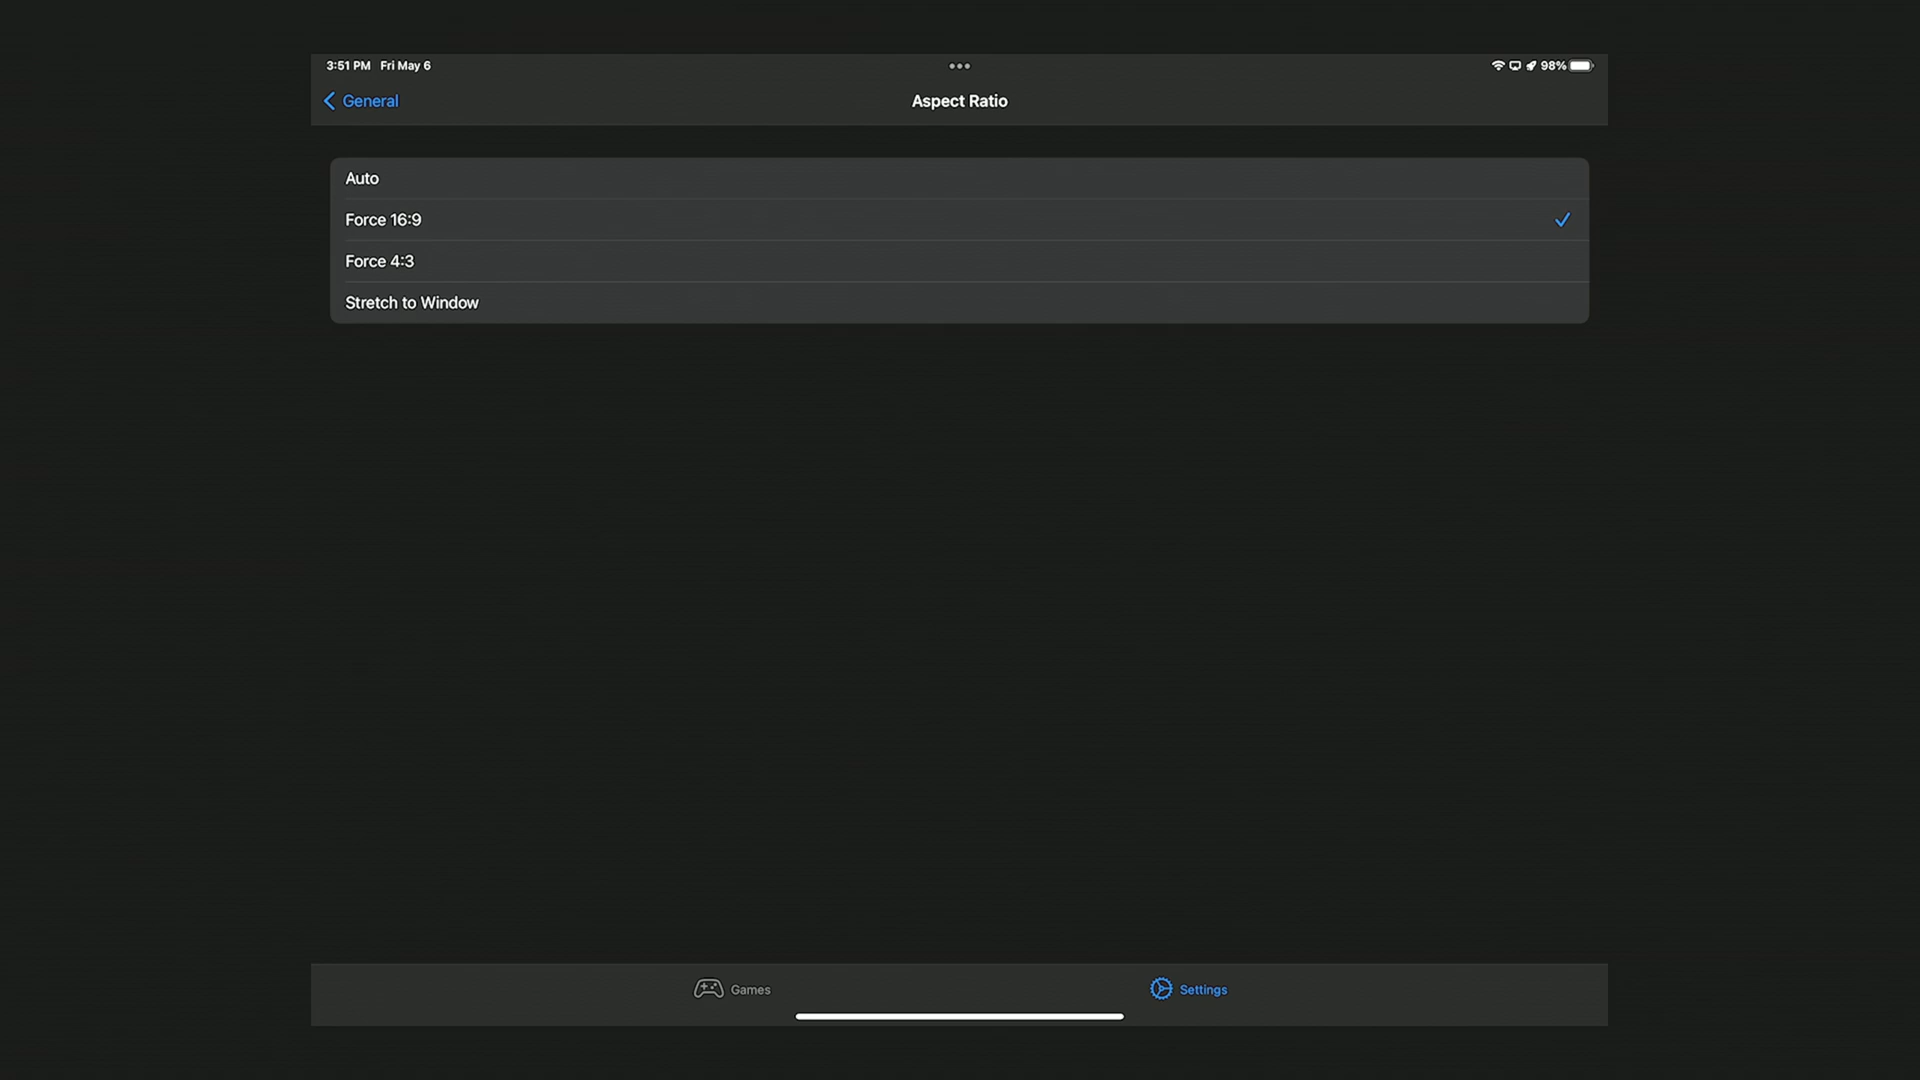 3:51 PM Fri May 6
98%
General
Aspect Ratio
Auto
Force 16:9
Force 4:3
Stretch to Window
Games
Settings